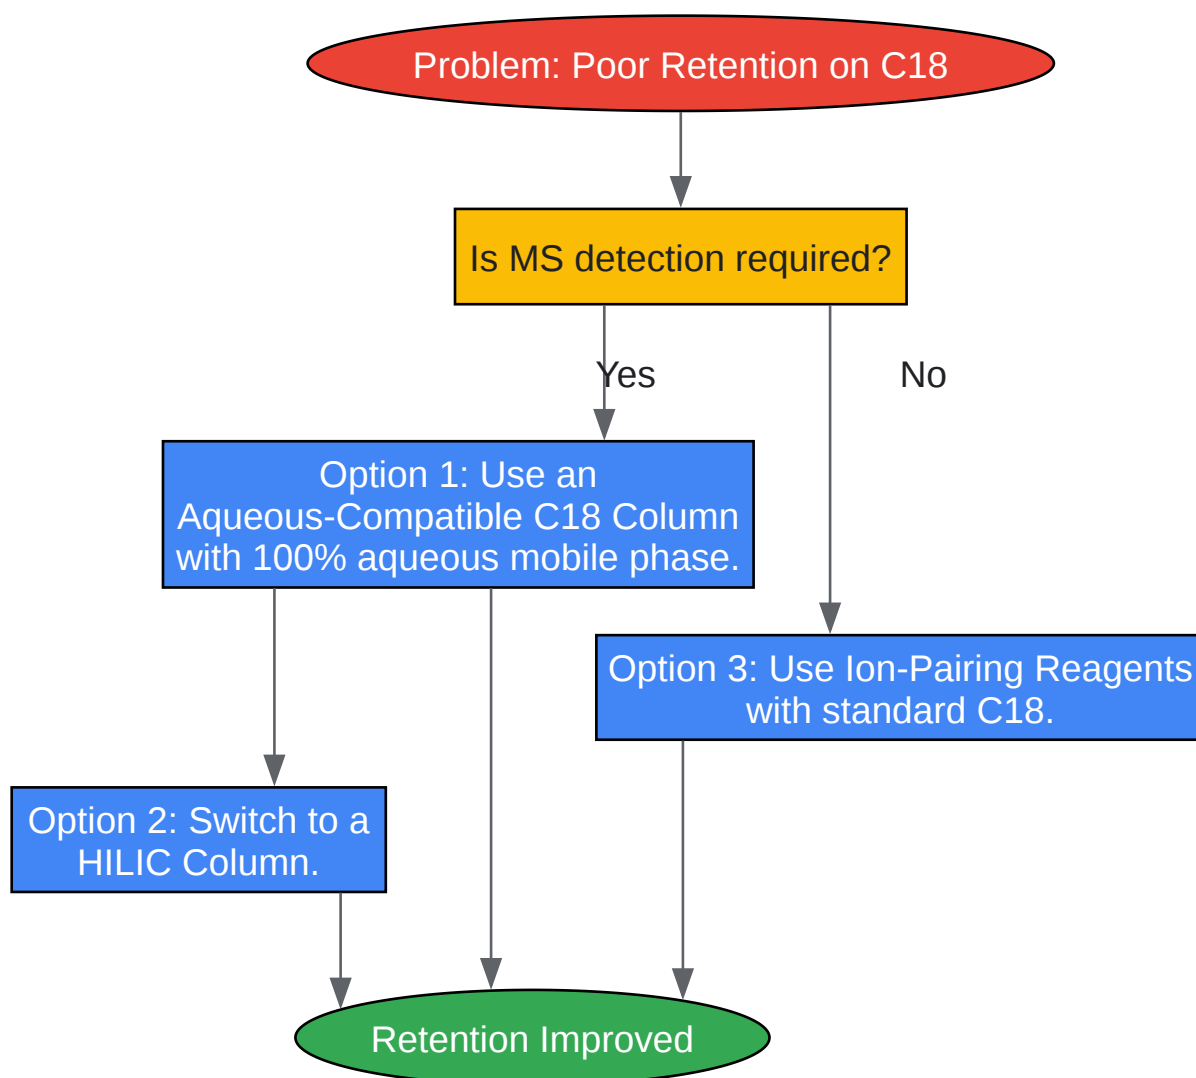 Problem: Poor Retention on C18
Is MS detection required?
Yes
No
Option 1: Use an
Aqueous-Compatible C18 Column
with 100% aqueous mobile phase.
Option 3: Use Ion-Pairing Reagents
with standard C18.
Option 2: Switch to a
HILIC Column.
Retention Improved